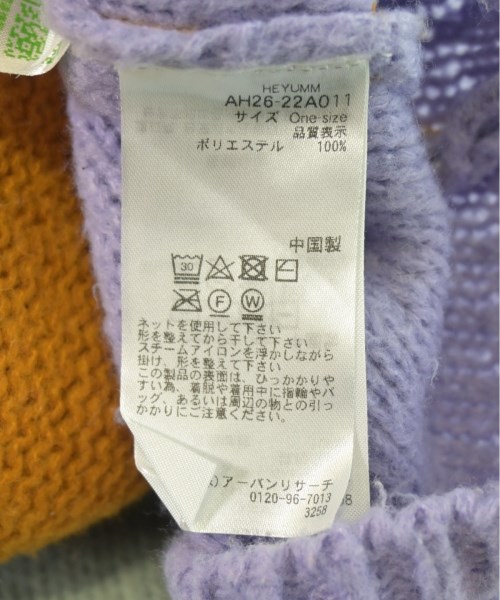 HEYUMM
AH26-22A011
サイズ One-size
品質表示
ポリエステル 100%
中国製
30
F W
ネットを使用して下さい
形を整えてから干して下さい
スチームアイロンを浮かしながら
掛け、形を整えて下さい
この製品の表面は、ひっかかりや
すい為、着脱や着用中に指輪やバ
ッグ、あるいは周辺の物との引っ
かかりにご注意ください。
アーバンリサーチ
0120-96-7013
3258